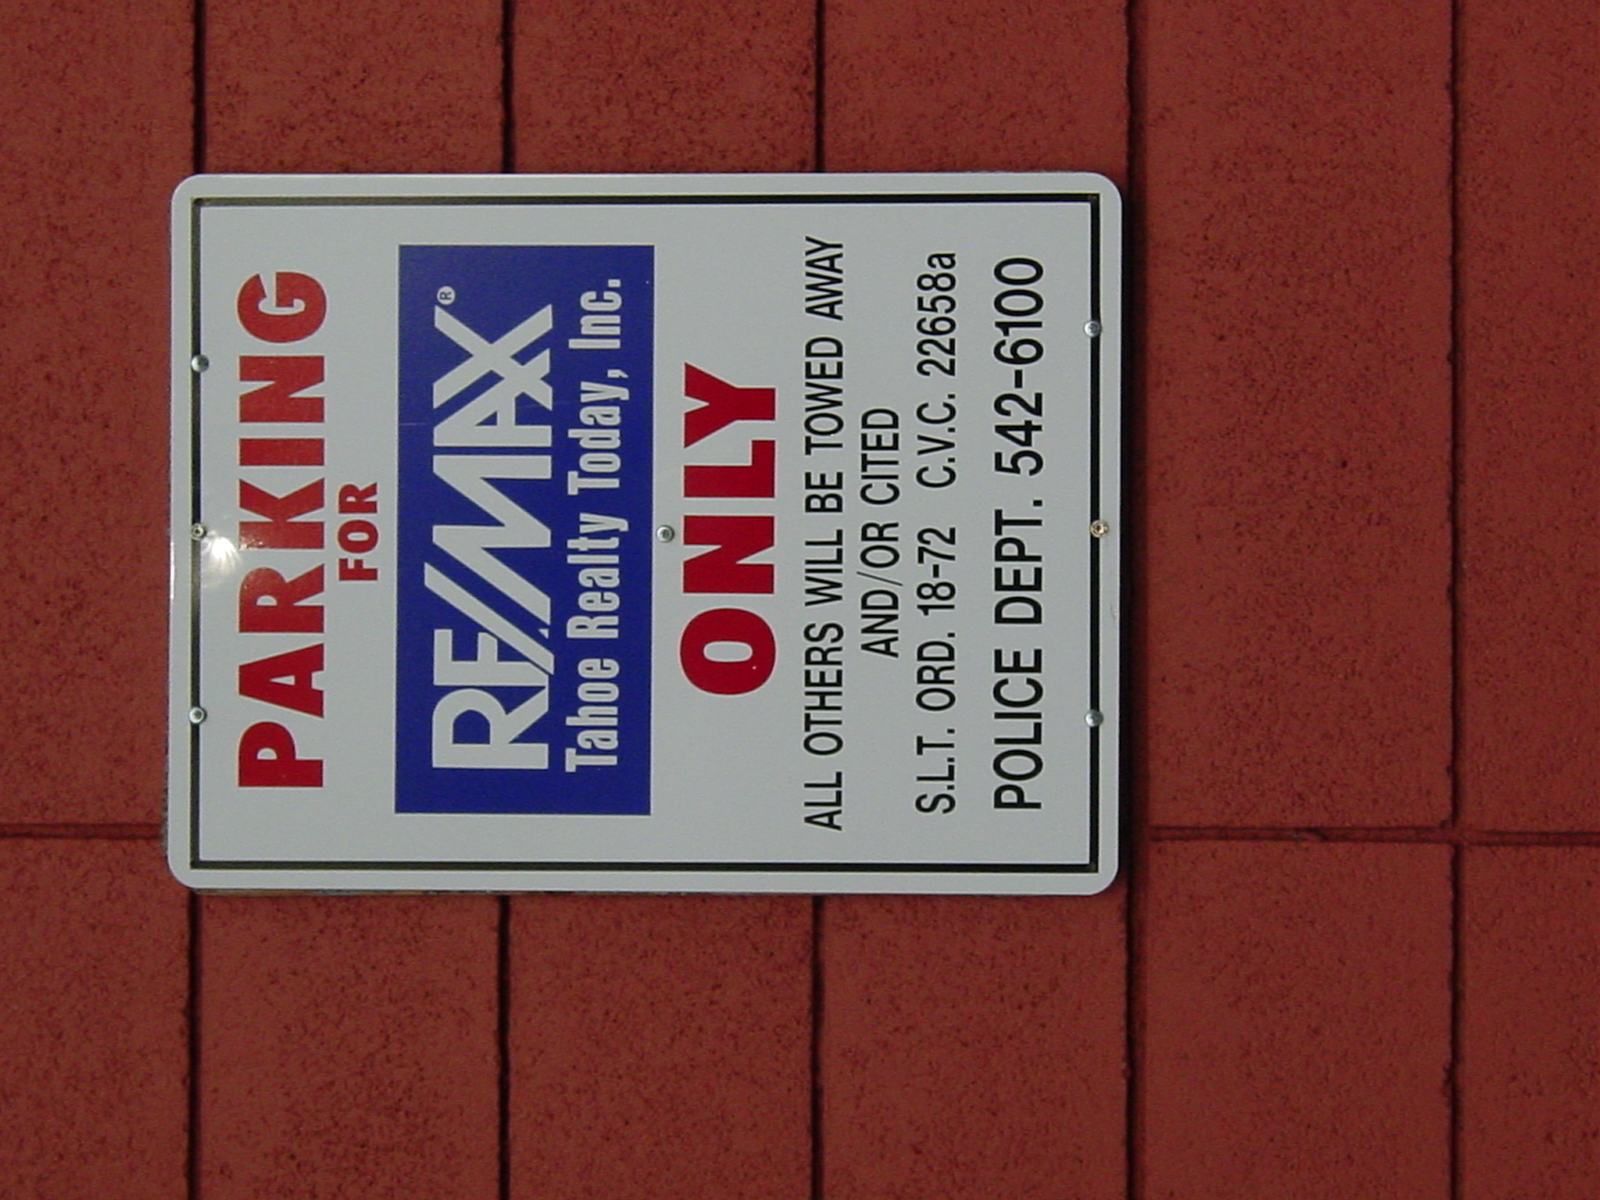 PARKING
FOR
RE/MAX®
Tahoe Realty Today, Inc.
ONLY
ALL OTHERS WILL BE TOWED AWAY
AND/OR CITED
S.L.T. ORD. 18-72 C.V.C. 22658a
POLICE DEPT. 542-6100